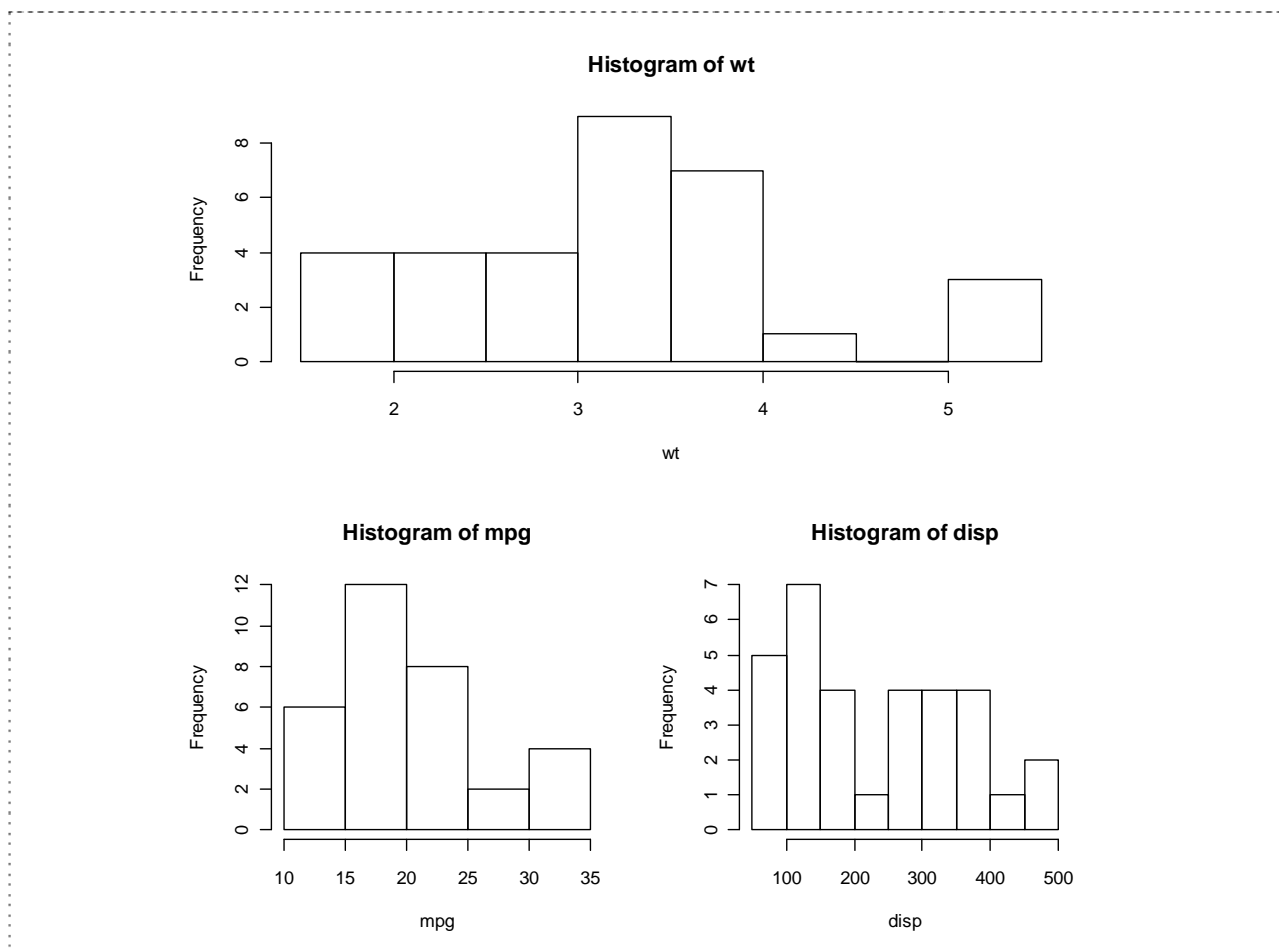 Histogram of wt
Frequency
0 2 4 6 8
2 3 4 5
wt
Histogram of mpg
Frequency
0 2 4 6 8 10 12
10 15 20 25 30 35
mpg
Histogram of disp
Frequency
0 1 2 3 4 5 6 7
100 200 300 400 500
disp